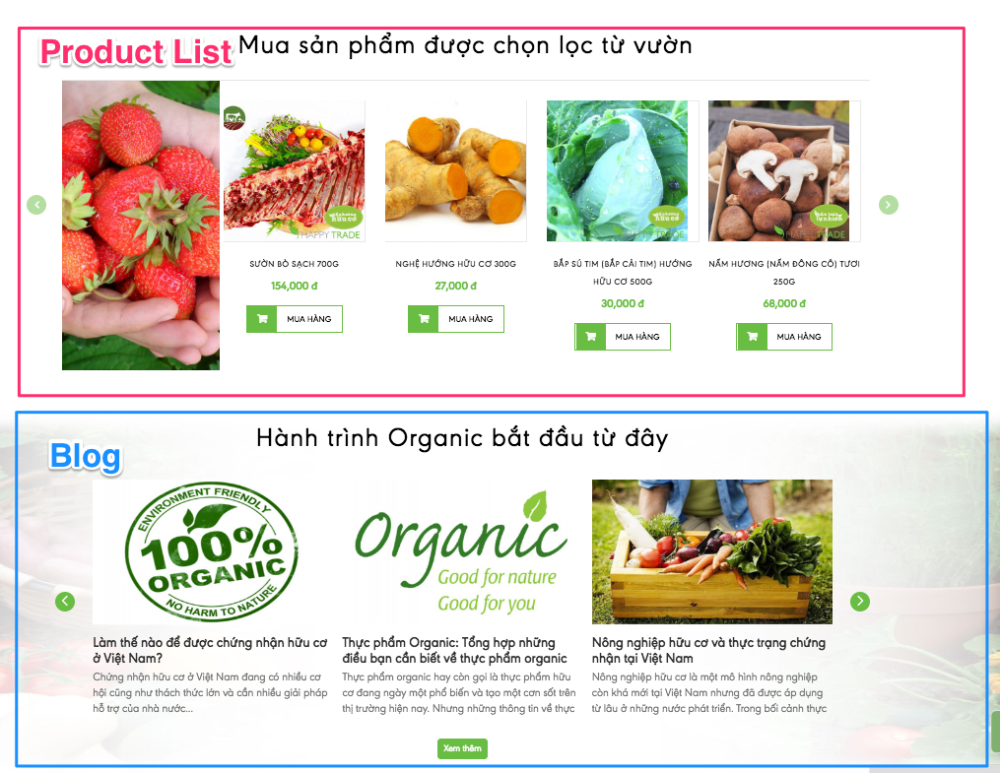 Product List
Mua sản phẩm được chọn lọc từ vườn
HAPPY TRADE
hữu cơ
HAPPY TRADE
SƯỜN BÒ SẠCH 700G
154,000 đ
MUA HÀNG
NGHỆ HƯỚNG HỮU CƠ 300G
27,000 đ
MUA HÀNG
BẮP SÚ TIM (BẮP CẢI TIM) HƯỚNG
HỮU CƠ 500G
30,000 đ
MUA HÀNG
NẤM HƯƠNG (NẤM ĐÔNG CÔ) TƯƠI
250G
68,000 đ
MUA HÀNG
Blog
Hành trình Organic bắt đầu từ đây
ENVIRONMENT FRIENDLY
100%
ORGANIC
NO HARM TO NATURE
Organic
Good for nature
Good for you
Làm thế nào để được chứng nhận hữu cơ
ở Việt Nam?
Chứng nhận hữu cơ ở Việt Nam đang có nhiều cơ
hội cũng như thách thức lớn và cần nhiều giải pháp
hỗ trợ của nhà nước...
Thực phẩm Organic: Tổng hợp những
điều bạn cần biết về thực phẩm organic
Thực phẩm organic hay còn gọi là thực phẩm hữu
cơ đang ngày một phổ biến và tạo một cơn sốt trên
thị trường hiện nay. Nhưng những thông tin về thực
Nông nghiệp hữu cơ và thực trạng chứng
nhận tại Việt Nam
Nông nghiệp hữu cơ là một mô hình nông nghiệp
còn khá mới tại Việt Nam nhưng đã được áp dụng
từ lâu ở những nước phát triển. Trong bối cảnh thực
Xem thêm